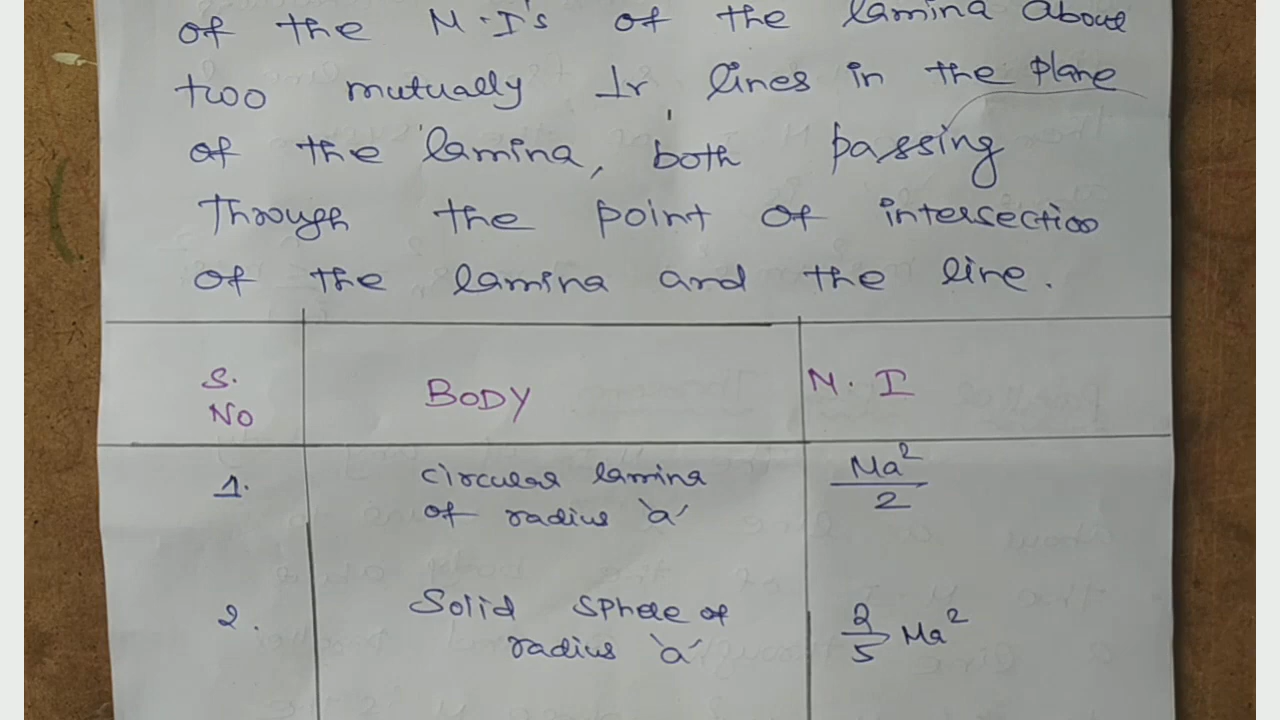 of the M.I's of the lamina about
two mutually ⊥r lines in the plane
of the lamina, both passing
Through the point of intersection
of the lamina and the line.
S. NO BODY M.I
1. circular lamina of radius 'a' Ma²/2
2. Solid sphere of radius 'a' 2/5 Ma²